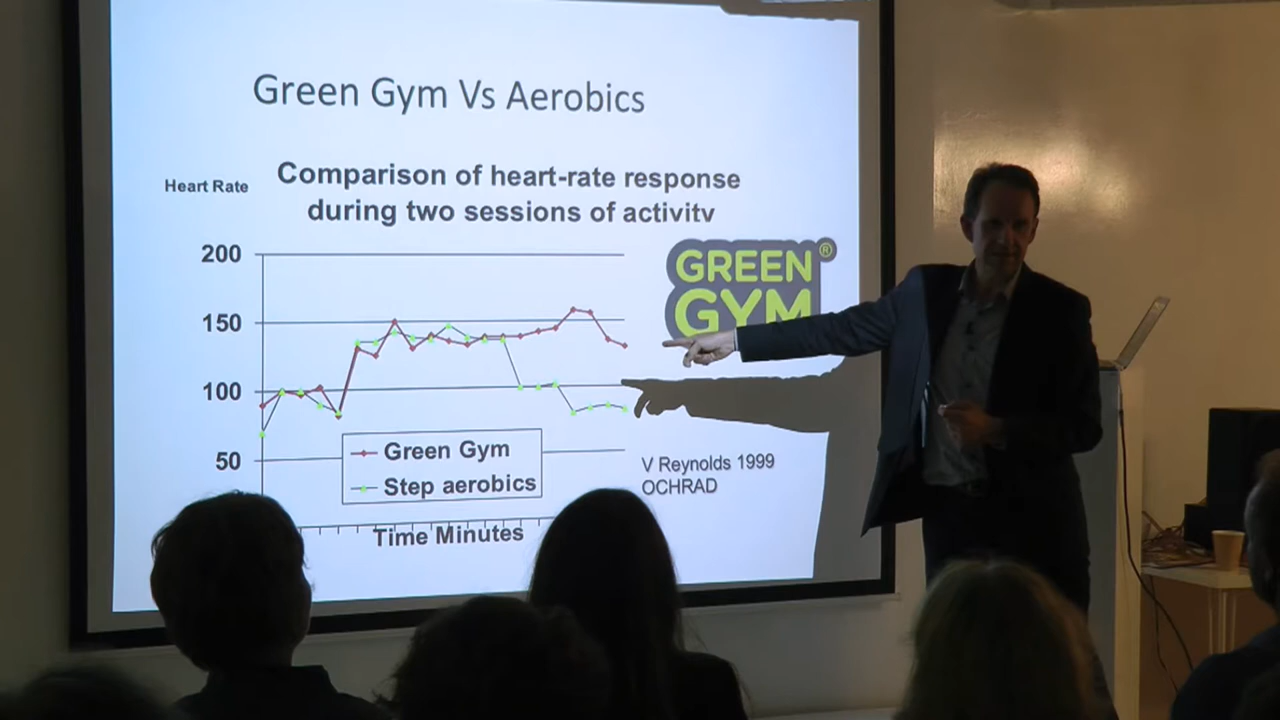 Green Gym Vs Aerobics
Heart Rate
Comparison of heart-rate response
during two sessions of activity
200
150
100
50
GREEN
GYM
®
Green Gym
Step aerobics
Time Minutes
V Reynolds 1999
OCHRAD